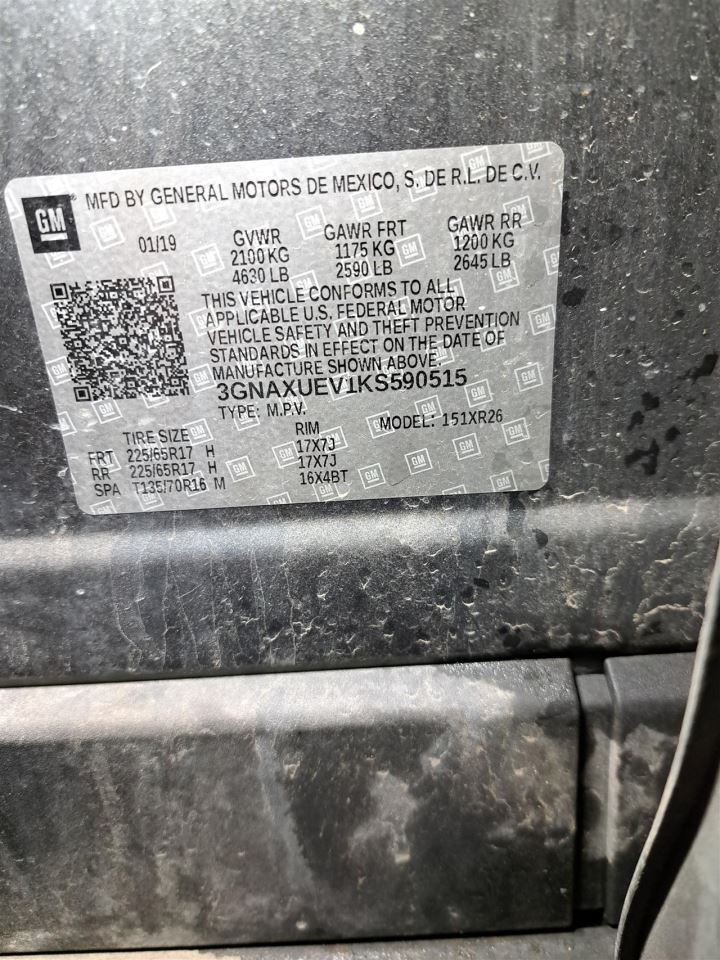 GM ® MFD BY GENERAL MOTORS DE MEXICO, S. DE R.L. DE C.V.
01/19 GVWR GAWR FRT GAWR RR
2100 KG 1175 KG 1200 KG
4630 LB 2590 LB 2645 LB
THIS VEHICLE CONFORMS TO ALL
APPLICABLE U.S. FEDERAL MOTOR
VEHICLE SAFETY AND THEFT PREVENTION
STANDARDS IN EFFECT ON THE DATE OF
MANUFACTURE SHOWN ABOVE.
3GNAXUEV1KS590515
TYPE: M.P.V. MODEL: 151XR26
TIRE SIZE RIM
FRT 225/65R17 H 17X7J
RR 225/65R17 H 17X7J
SPA T135/70R16 M 16X4BT